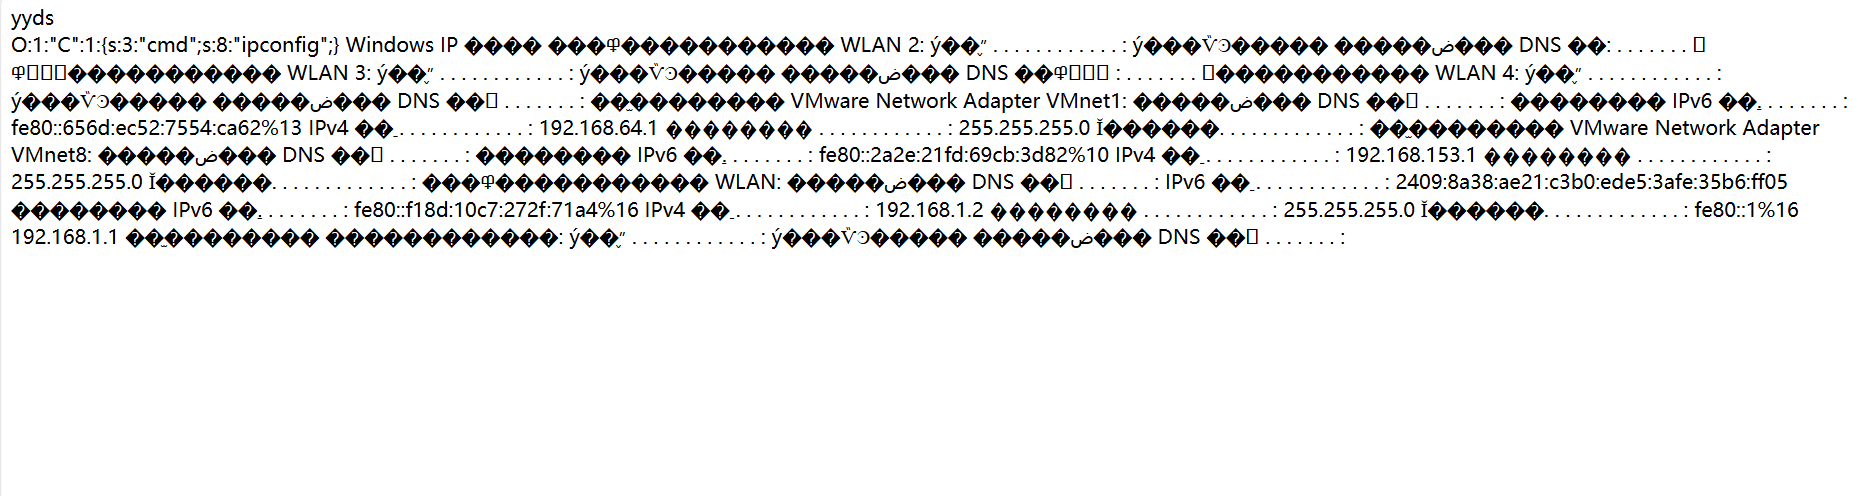 yyds
O:1:"C":1:{s:3:"cmd";s:8:"ipconfig";} Windows IP ���� ���ф����������� WLAN 2: ý��ֹ״̬ . . . . . . . . . . . . : ý���ѶϿ����� �����ض��� DNS ��: . . . . . . .
����������� WLAN 3: ý�� . . . . . . . . . . . . : ý��� ����� �����ض��� DNS �� : . . . . . . . ����������� WLAN 4: ý�� . . . . . . . . . . . . :
ý��� ����� �����ض��� DNS �� . . . . . . . : ���������� VMware Network Adapter VMnet1: �����ض��� DNS �� . . . . . . . : �������� IPv6 ��. . . . . . . . :
fe80::656d:ec52:7554:ca62%13 IPv4 �� . . . . . . . . . . . . : 192.168.64.1 �������� . . . . . . . . . . . . : 255.255.255.0 Ĭ������. . . . . . . . . . . . . : ���������� VMware Network Adapter
VMnet8: �����ض��� DNS �� . . . . . . . : �������� IPv6 ��. . . . . . . . : fe80::2a2e:21fd:69cb:3d82%10 IPv4 �� . . . . . . . . . . . . : 192.168.153.1 �������� . . . . . . . . . . . . :
255.255.255.0 Ĭ������. . . . . . . . . . . . . : ����������� WLAN: �����ض��� DNS �� . . . . . . . : IPv6 �� . . . . . . . . . . . . : 2409:8a38:ae21:c3b0:ede5:3afe:35b6:ff05
�������� IPv6 ��. . . . . . . . : fe80::f18d:10c7:272f:71a4%16 IPv4 �� . . . . . . . . . . . . : 192.168.1.2 �������� . . . . . . . . . . . . : 255.255.255.0 Ĭ������. . . . . . . . . . . . . : fe80::1%16
192.168.1.1 ���������� ������������: ý�� . . . . . . . . . . . . : ý��� ����� �����ض��� DNS �� . . . . . . . :